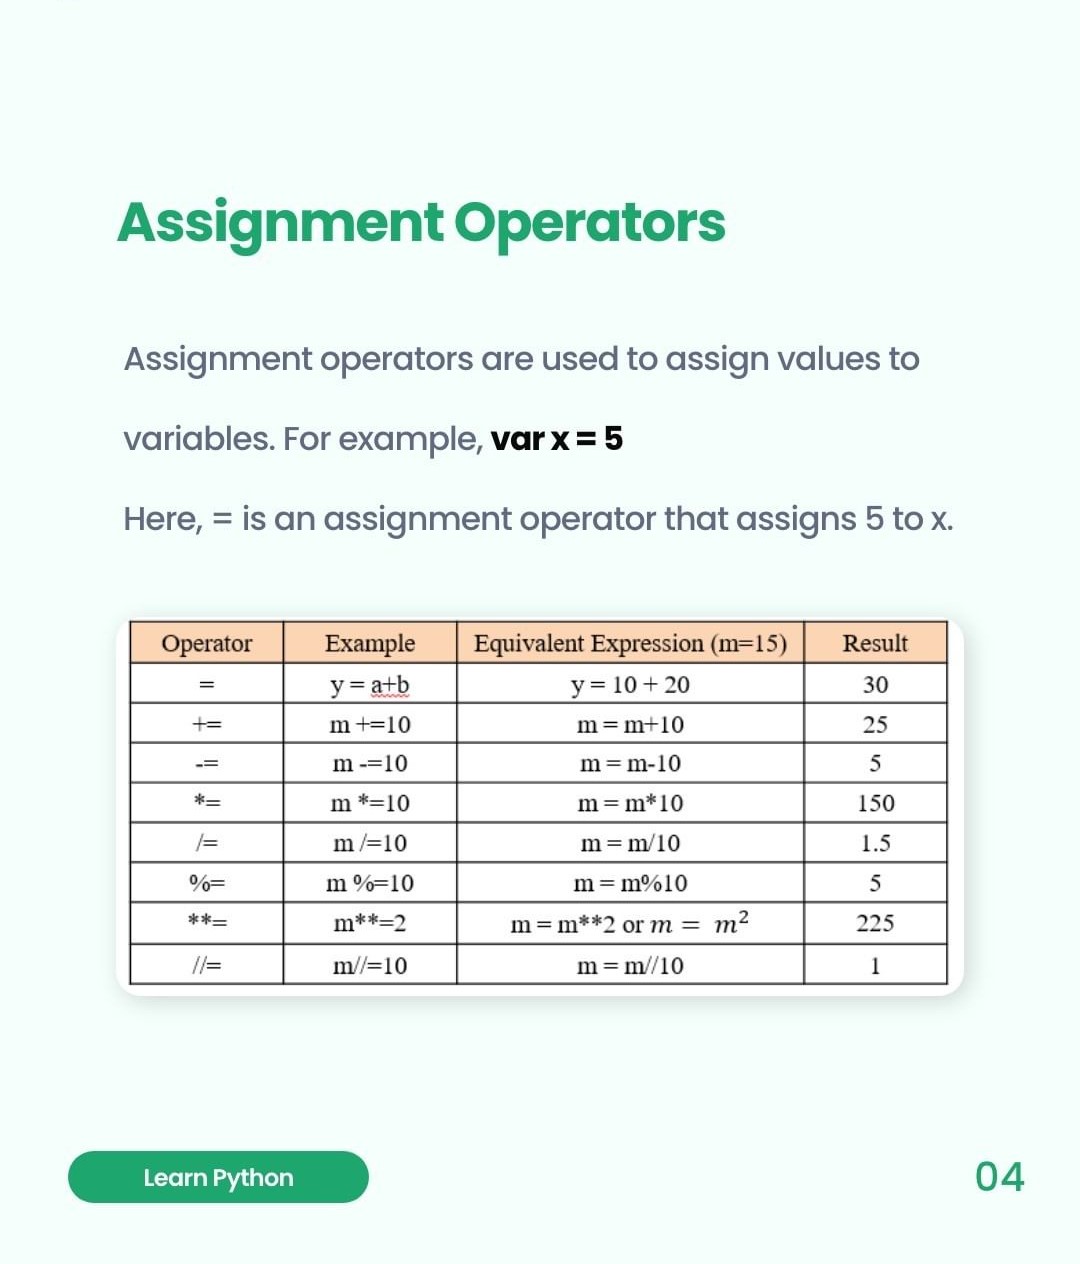 Assignment Operators
Assignment operators are used to assign values to
variables. For example, var x = 5
Here, = is an assignment operator that assigns 5 to x.
Operator Example Equivalent Expression (m=15) Result
= y = a+b y = 10 + 20 30
+= m +=10 m = m+10 25
-= m -=10 m = m-10 5
*= m *=10 m = m*10 150
/= m /=10 m = m/10 1.5
%= m %=10 m = m%10 5
**= m**=2 m = m**2 or m = m² 225
//= m//=10 m = m//10 1
Learn Python
04